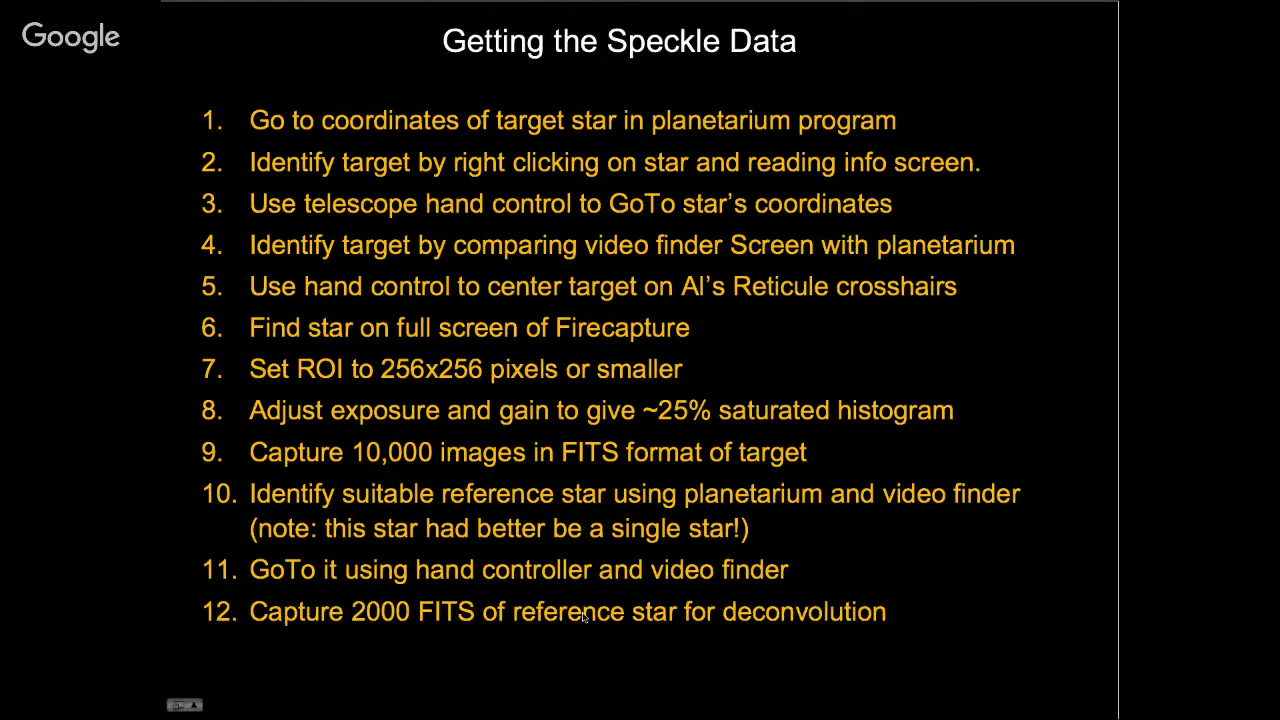 Google
Getting the Speckle Data
1. Go to coordinates of target star in planetarium program
2. Identify target by right clicking on star and reading info screen.
3. Use telescope hand control to GoTo star's coordinates
4. Identify target by comparing video finder Screen with planetarium
5. Use hand control to center target on Al's Reticule crosshairs
6. Find star on full screen of Firecapture
7. Set ROI to 256x256 pixels or smaller
8. Adjust exposure and gain to give ~25% saturated histogram
9. Capture 10,000 images in FITS format of target
10. Identify suitable reference star using planetarium and video finder
(note: this star had better be a single star!)
11. GoTo it using hand controller and video finder
12. Capture 2000 FITS of reference star for deconvolution